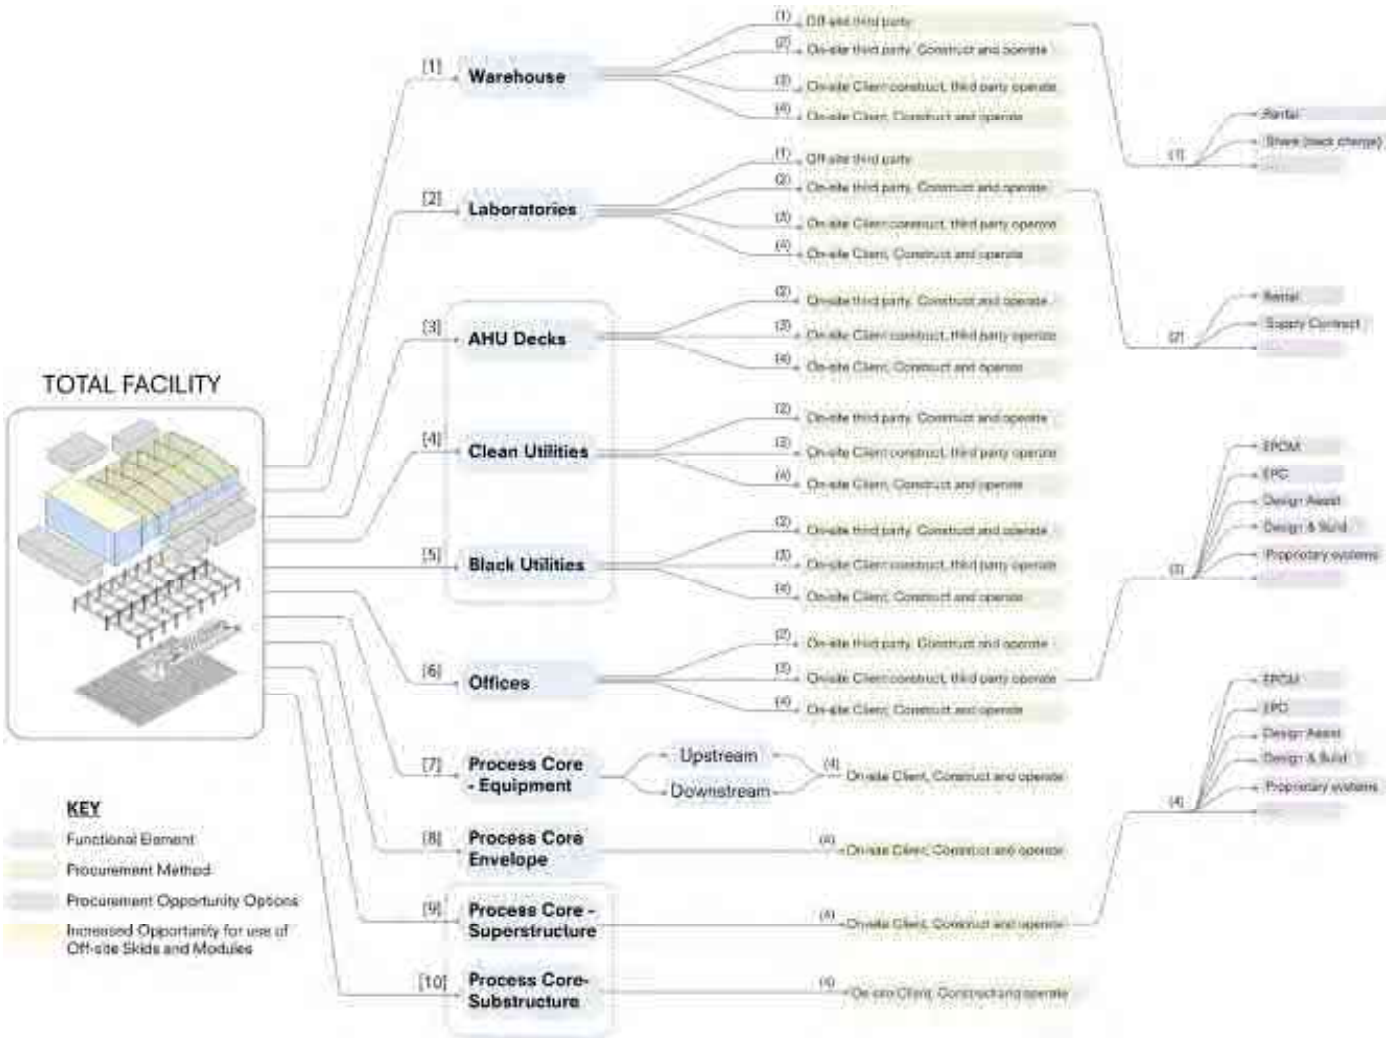 TOTAL FACILITY
[1] Warehouse
(1) Off-site third party
(2) On-site third party, Construct and operate
(3) On-site Client construct, third party operate
(4) On-site Client, Construct and operate
[2] Laboratories
(1) Off-site third party
(2) On-site third party, Construct and operate
(3) On-site Client construct, third party operate
(4) On-site Client, Construct and operate
[3] AHU Decks
(2) On-site third party, Construct and operate
(3) On-site Client construct, third party operate
(4) On-site Client, Construct and operate
[4] Clean Utilities
(2) On-site third party, Construct and operate
(3) On-site Client construct, third party operate
(4) On-site Client, Construct and operate
[5] Black Utilities
(2) On-site third party, Construct and operate
(3) On-site Client construct, third party operate
(4) On-site Client, Construct and operate
[6] Offices
(2) On-site third party, Construct and operate
(3) On-site Client construct, third party operate
(4) On-site Client, Construct and operate
[7] Process Core
- Equipment
Upstream
Downstream
(4) On-site Client, Construct and operate
[8] Process Core
Envelope
(4) On-site Client, Construct and operate
[9] Process Core -
Superstructure
(4) On-site Client, Construct and operate
[10] Process Core-
Substructure
(4) On-site Client, Construct and operate
(1)
Rental
Share (back charge)
(2)
Rental
Supply Contract
(3)
EPCM
EPC
Design Assist
Design & Build
Proprietary systems
(4)
EPCM
EPC
Design Assist
Design & Build
Proprietary systems
KEY
Functional Element
Procurement Method
Procurement Opportunity Options
Increased Opportunity for use of
Off-site Skids and Modules